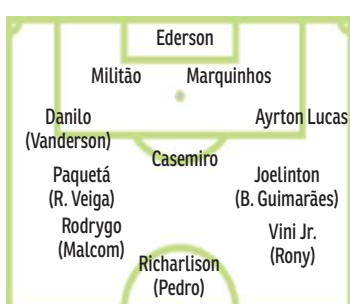 Ederson
Militão Marquinhos
Danilo
(Vanderson)
Ayrton Lucas
Casemiro
Paquetá
(R. Veiga)
Joelinton
(B. Guimarães)
Rodrygo
(Malcom)
Vini Jr.
(Rony)
Richarlison
(Pedro)